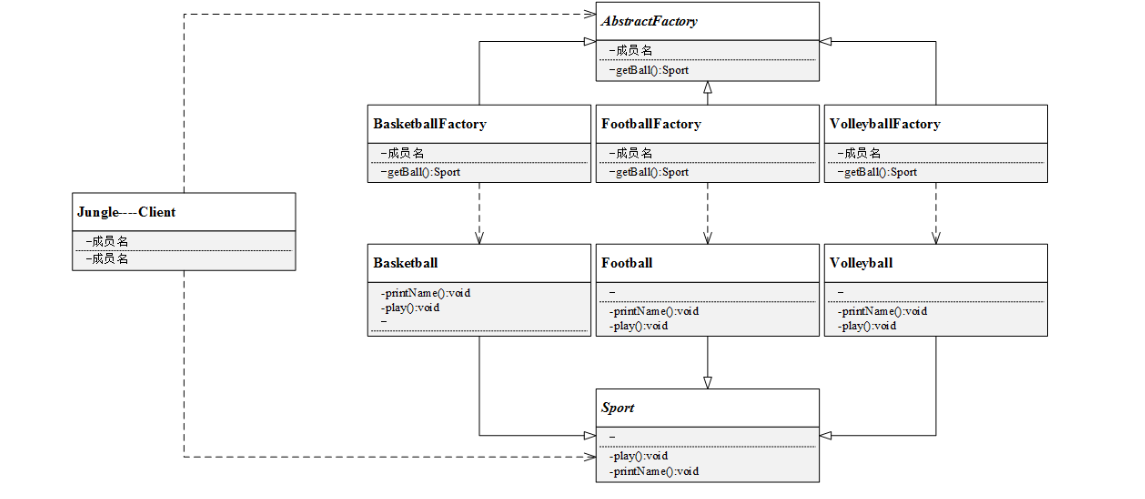 AbstractFactory
-成员名
-getBall():Sport
BasketballFactory
-成员名
-getBall():Sport
FootballFactory
-成员名
-getBall():Sport
VolleyballFactory
-成员名
-getBall():Sport
Jungle----Client
-成员名
-成员名
Basketball
-printName():void
-play():void
-
Football
-
-printName():void
-play():void
Volleyball
-
-printName():void
-play():void
Sport
-
-play():void
-printName():void